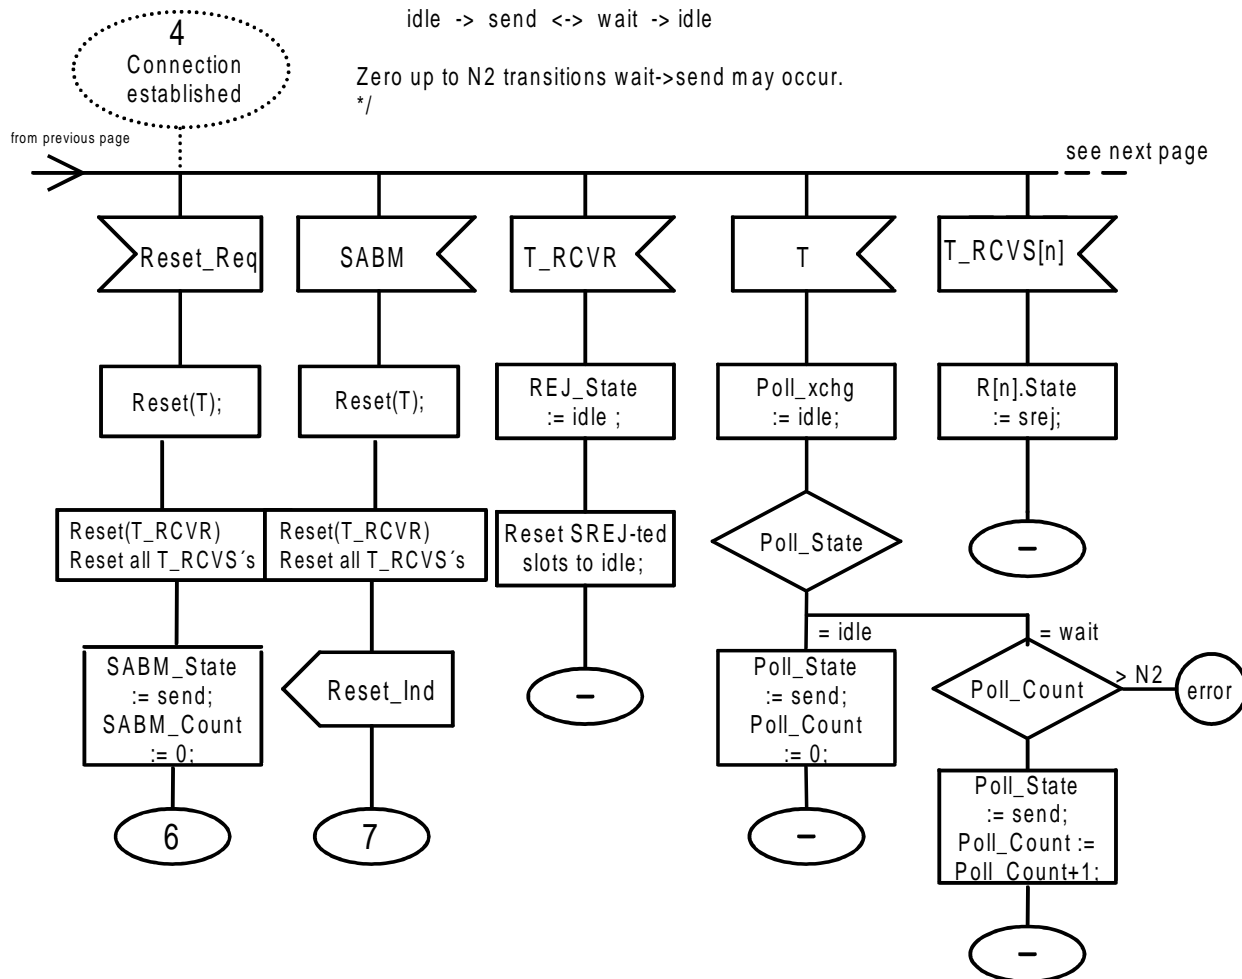 idle -> send <-> wait -> idle
4
Connection
established
Zero up to N2 transitions wait->send may occur.
*/
from previous page
see next page
Reset_Req
SABM
T_RCVR
T
T_RCVS[n]
Reset(T);
Reset(T);
REJ_State
:= idle ;
Poll_xchg
:= idle;
R[n].State
:= srej;
Reset(T_RCVR)
Reset all T_RCVS´s
Reset(T_RCVR)
Reset all T_RCVS's
Reset SREJ-ted
slots to idle;
Poll_State
–
= idle
= wait
SABM_State
:= send;
SABM_Count
:= 0;
Reset_Ind
–
Poll_State
:= send;
Poll_Count
:= 0;
Poll_Count
> N2
error
6
7
–
Poll_State
:= send;
Poll_Count :=
Poll_Count+1;
–